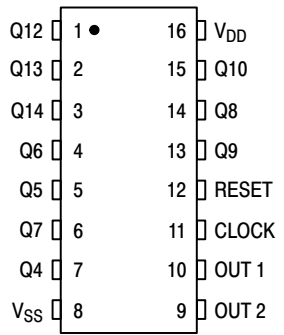 Q12 1 ● 16 VDD
Q13 2 15 Q10
Q14 3 14 Q8
Q6 4 13 Q9
Q5 5 12 RESET
Q7 6 11 CLOCK
Q4 7 10 OUT 1
VSS 8 9 OUT 2